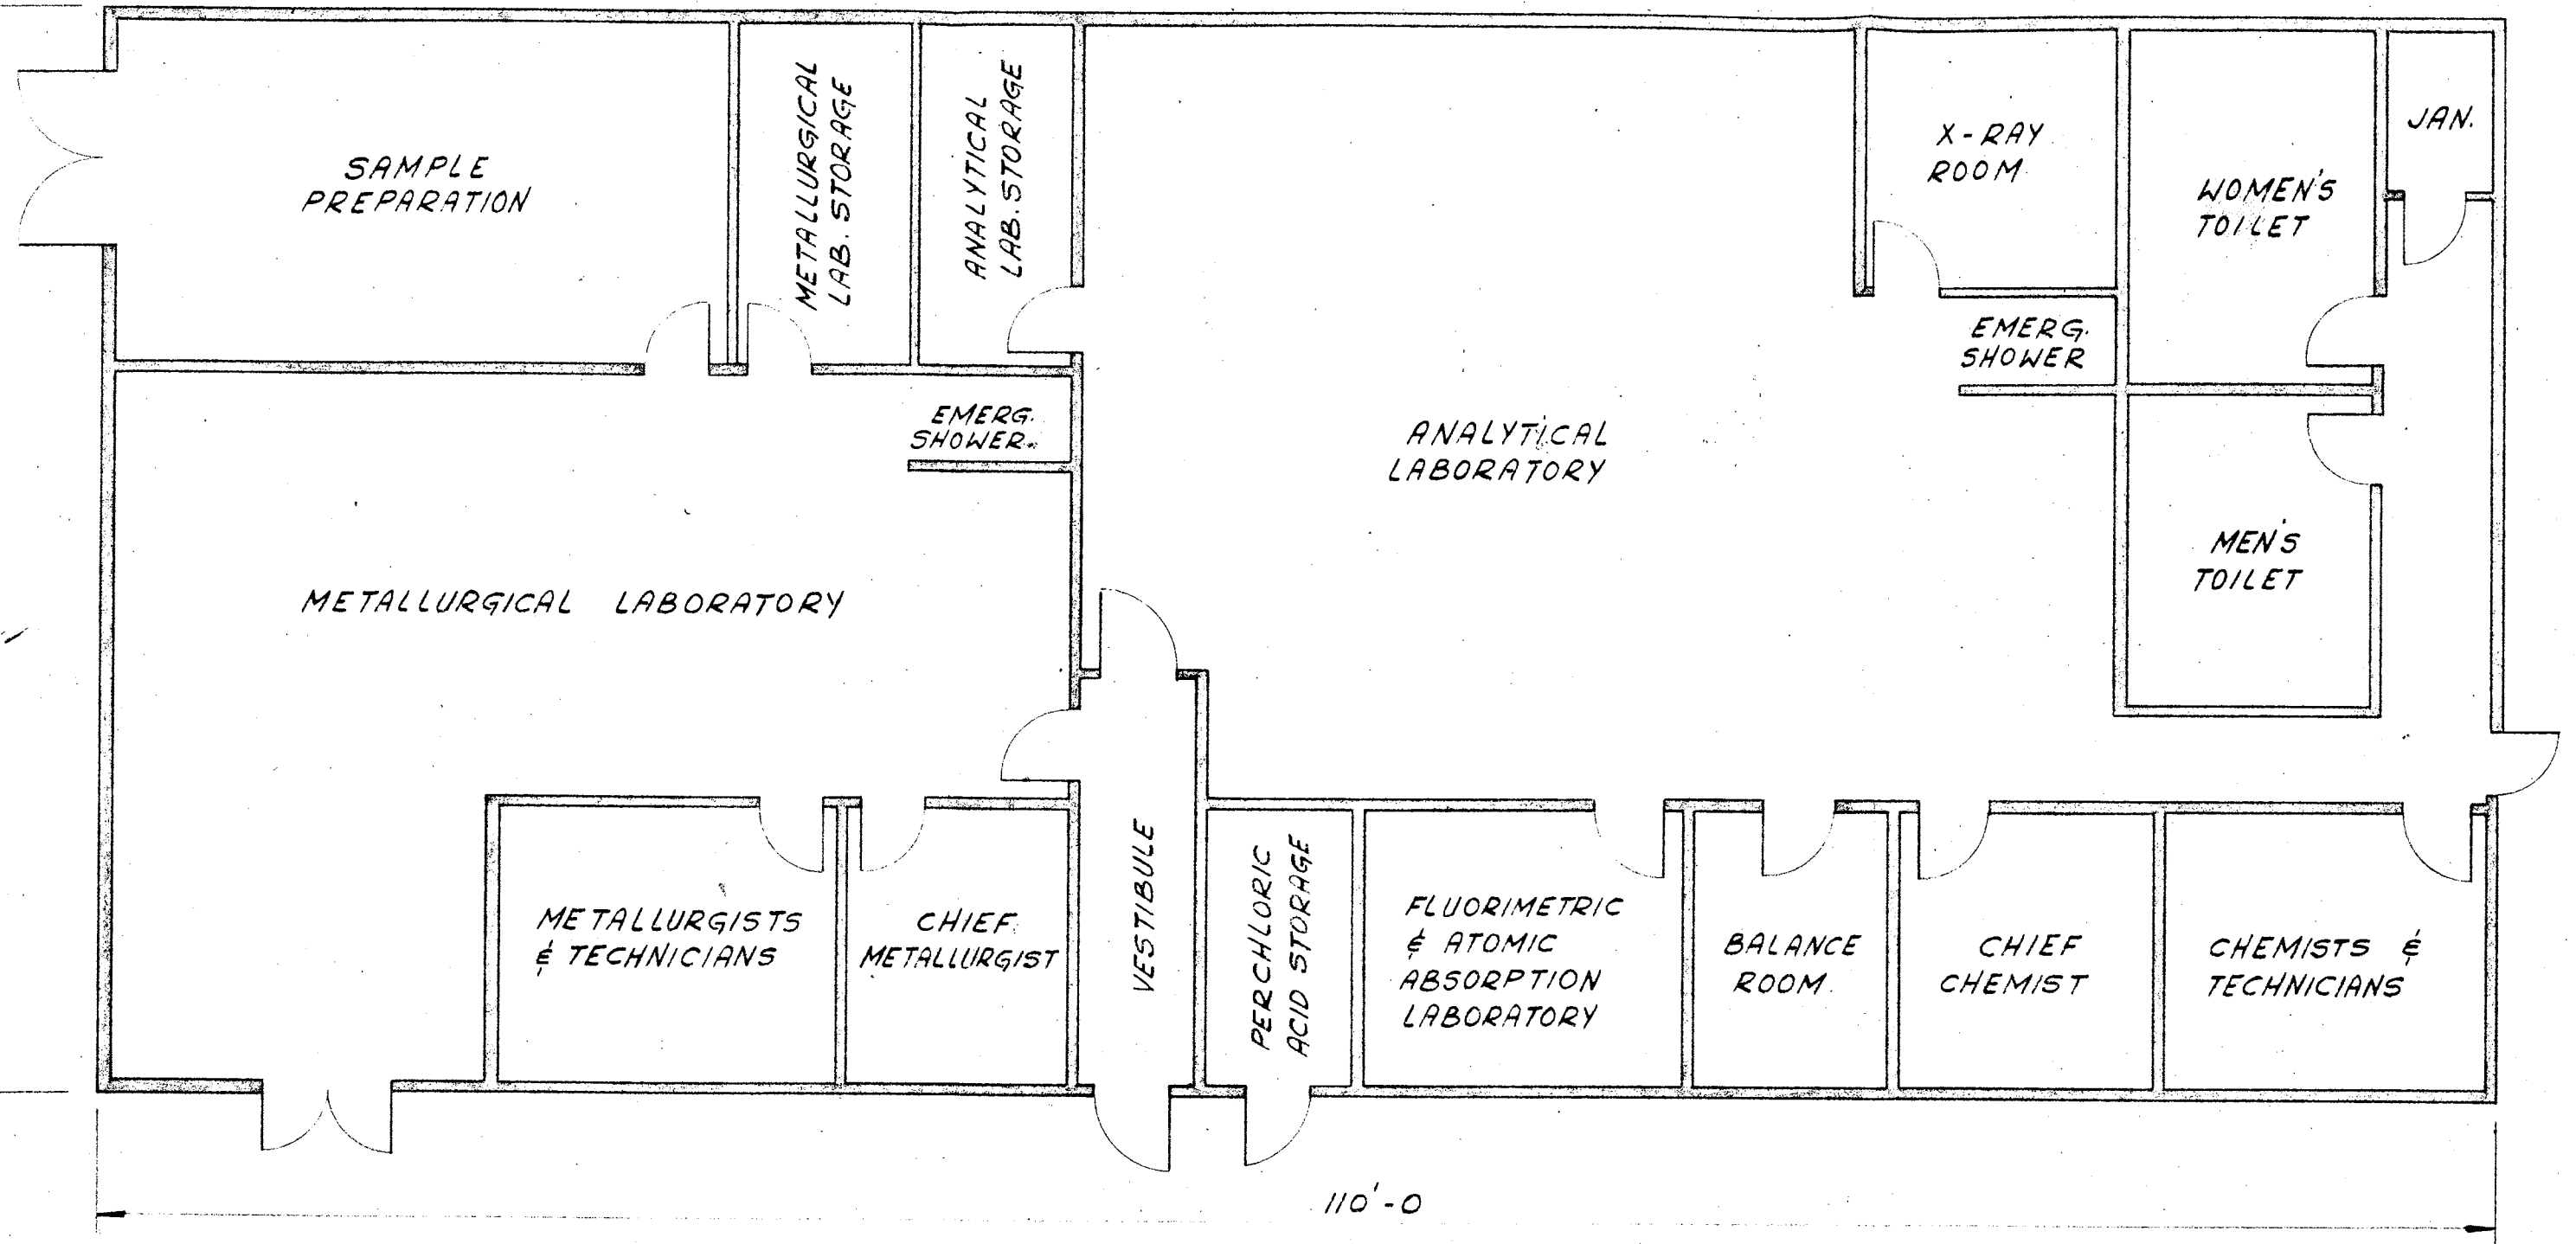 SAMPLE
PREPARATION
METALLURGICAL
LAB. STORAGE
ANALYTICAL
LAB. STORAGE
X-RAY
ROOM
WOMEN'S
TOILET
JAN.
EMERG.
SHOWER
EMERG.
SHOWER
ANALYTICAL
LABORATORY
MEN'S
TOILET
METALLURGICAL LABORATORY
METALLURGISTS
& TECHNICIANS
CHIEF
METALLURGIST
VESTIBULE
PERCHLORIC
ACID STORAGE
FLUORIMETRIC
& ATOMIC
ABSORPTION
LABORATORY
BALANCE
ROOM
CHIEF
CHEMIST
CHEMISTS &
TECHNICIANS
110'-0